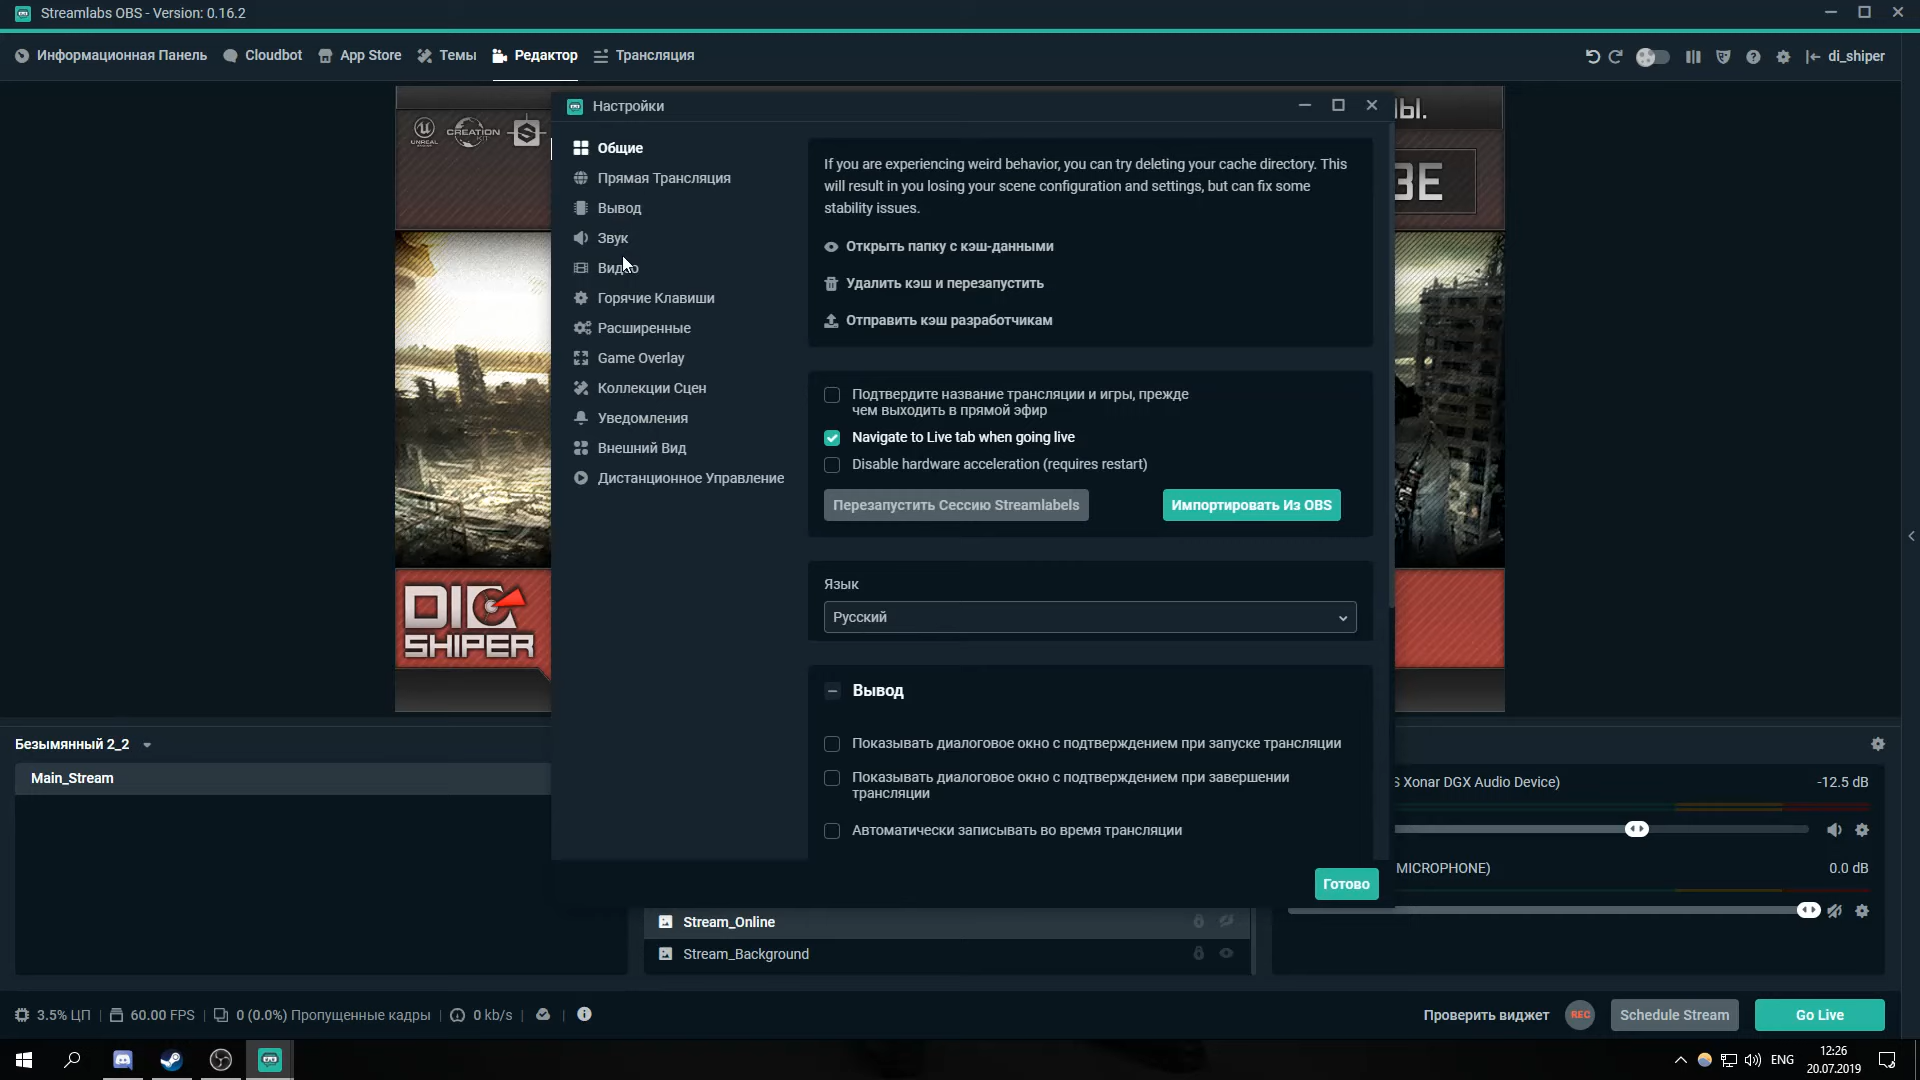 Streamlabs OBS - Version: 0.16.2
Информационная Панель
Cloudbot
App Store
Темы
Редактор
Трансляция
di_shiper
UNREAL
CREATION
KIT
Ы.
ЗЕ
DIC
SHIPER
Настройки
Общие
Прямая Трансляция
Вывод
Звук
Видео
Горячие Клавиши
Расширенные
Game Overlay
Коллекции Сцен
Уведомления
Внешний Вид
Дистанционное Управление
If you are experiencing weird behavior, you can try deleting your cache directory. This
will result in you losing your scene configuration and settings, but can fix some
stability issues.
Открыть папку с кэш-данными
Удалить кэш и перезапустить
Отправить кэш разработчикам
Подтвердите название трансляции и игры, прежде
чем выходить в прямой эфир
Navigate to Live tab when going live
Disable hardware acceleration (requires restart)
Перезапустить Сессию Streamlabels
Импортировать Из OBS
Язык
Русский
Вывод
Показывать диалоговое окно с подтверждением при запуске трансляции
Показывать диалоговое окно с подтверждением при завершении
трансляции
Автоматически записывать во время трансляции
Готово
Безымянный 2_2
Main_Stream
Stream_Online
Stream_Background
S Xonar DGX Audio Device)
-12.5 dB
MICROPHONE)
0.0 dB
3.5% ЦП
60.00 FPS
0 (0.0%) Пропущенные кадры
0 kb/s
Проверить виджет
REC
Schedule Stream
Go Live
ENG
12:26
20.07.2019